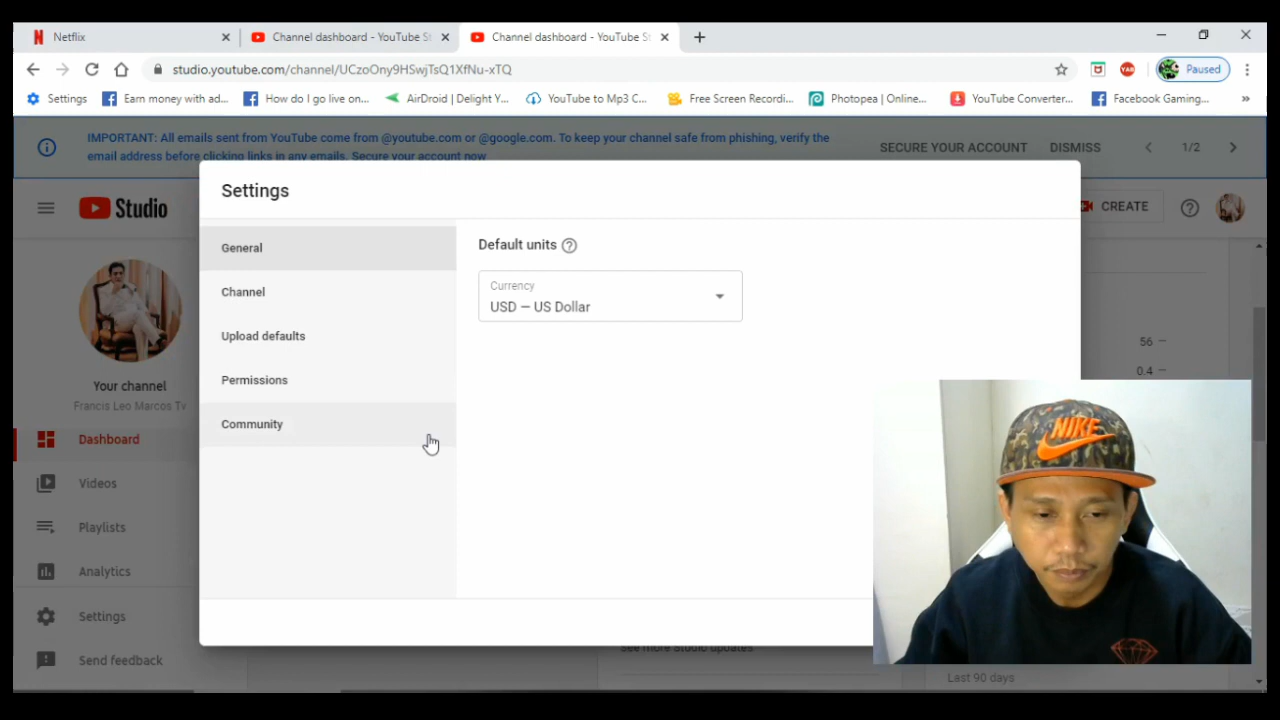 Netflix
Channel dashboard - YouTube St
Channel dashboard - YouTube St
studio.youtube.com/channel/UCzoOny9HSwjTsQ1XfNu-xTQ
YAB
Paused
Settings
Earn money with ad...
How do I go live on...
AirDroid | Delight Y...
YouTube to Mp3 C...
Free Screen Recordi...
Photopea | Online...
YouTube Converter...
Facebook Gaming...
»
IMPORTANT: All emails sent from YouTube come from @youtube.com or @google.com. To keep your channel safe from phishing, verify the
email address before clicking links in any emails. Secure your account now
SECURE YOUR ACCOUNT
DISMISS
1/2
Studio
CREATE
Settings
General
Channel
Upload defaults
Permissions
Community
Default units
Currency
USD — US Dollar
Your channel
Francis Leo Marcos Tv
Dashboard
Videos
Playlists
Analytics
Settings
Send feedback
56 —
0.4 —
See more Studio updates
Last 90 days
NIKE